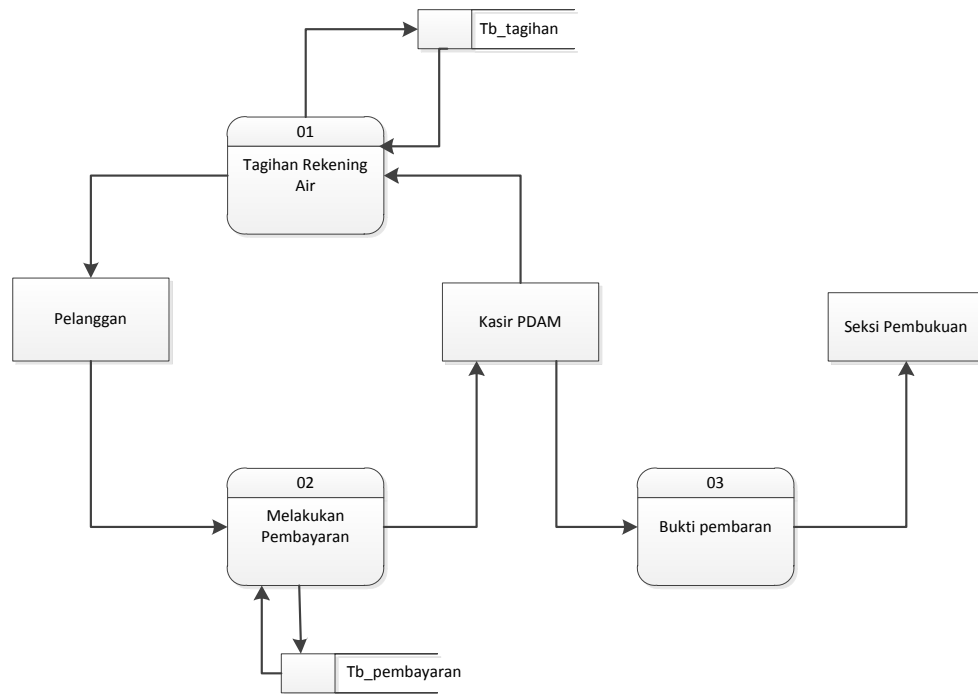 Tb_tagihan
01
Tagihan Rekening
Air
Pelanggan
Kasir PDAM
Seksi Pembukuan
02
Melakukan
Pembayaran
03
Bukti pembaran
Tb_pembayaran